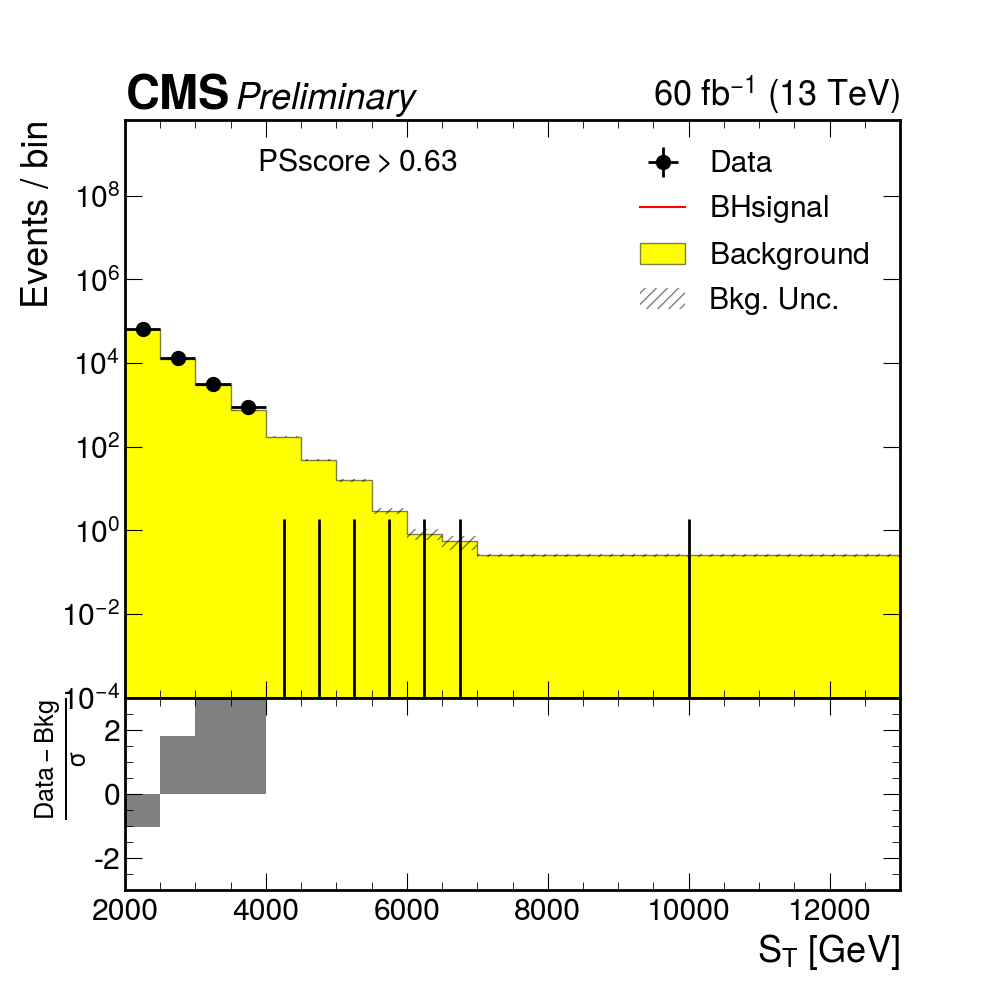 CMS Preliminary
60 fb⁻¹ (13 TeV)
Events / bin
PSscore > 0.63
Data
BHsignal
Background
Bkg. Unc.
10⁸
10⁶
10⁴
10²
10⁰
10⁻²
10⁻⁴
Data – Bkg
σ
2
0
-2
2000 4000 6000 8000 10000 12000
S_T [GeV]